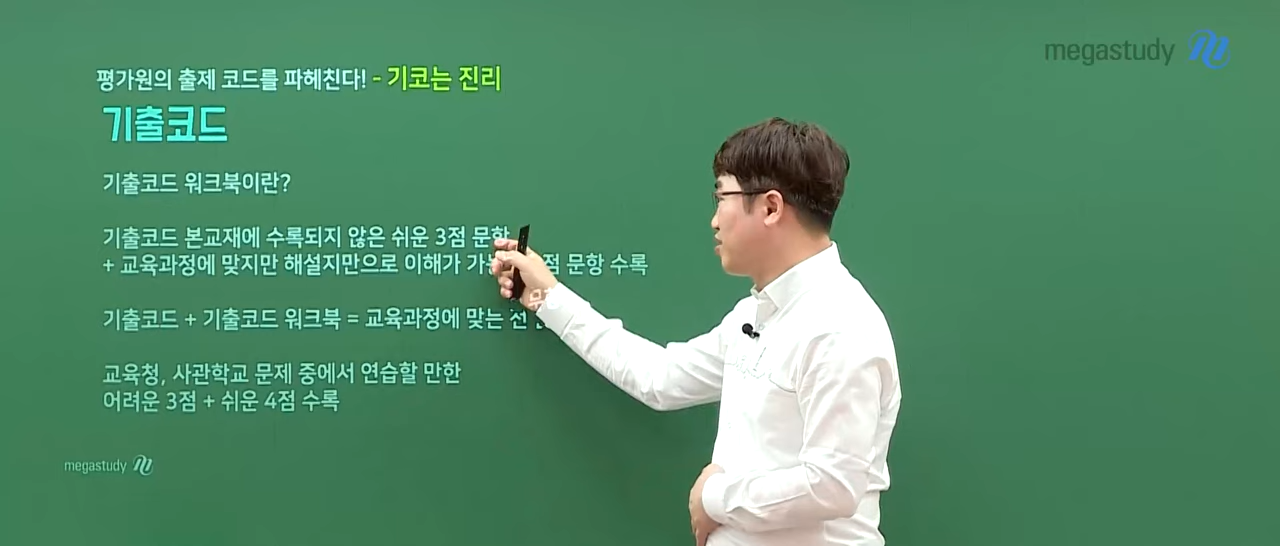 megastudy
평가원의 출제 코드를 파헤친다! - 기코는 진리
기출코드
기출코드 워크북이란?
기출코드 본교재에 수록되지 않은 쉬운 3점 문항
+ 교육과정에 맞지만 해설지만으로 이해가 점 문항 수록
기출코드 + 기출코드 워크북 = 교육과정에 맞는 전
교육청, 사관학교 문제 중에서 연습할 만한
어려운 3점 + 쉬운 4점 수록
megastudy